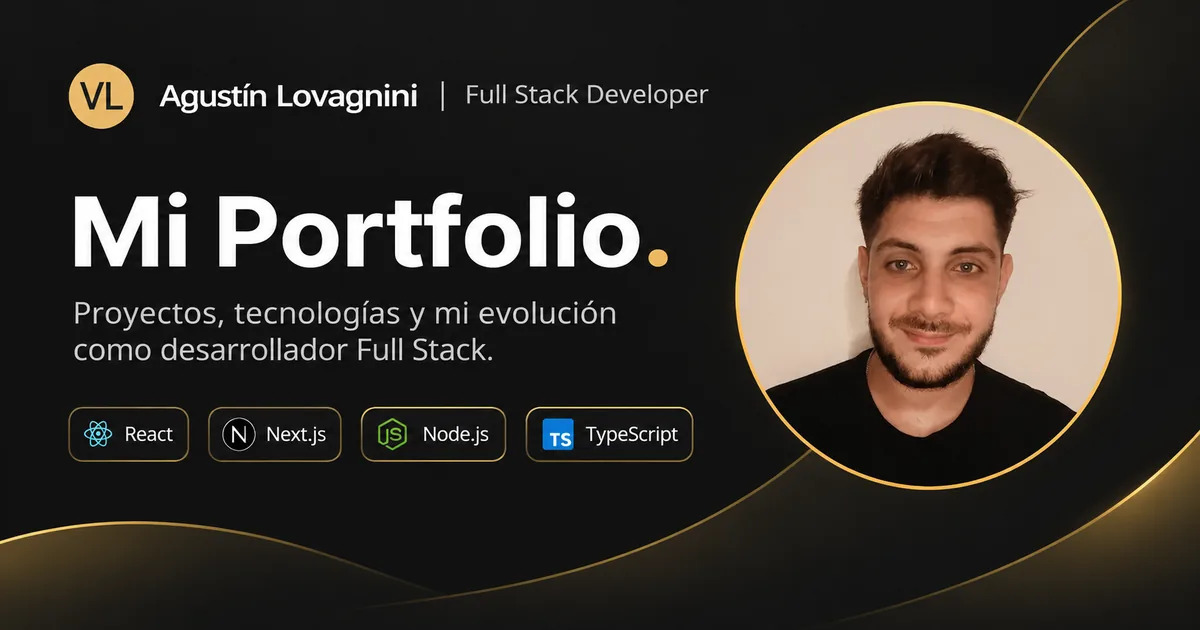 VL Agustín Lovagnini | Full Stack Developer
Mi Portfolio.
Proyectos, tecnologías y mi evolución
como desarrollador Full Stack.
React N Next.js JS Node.js TS TypeScript